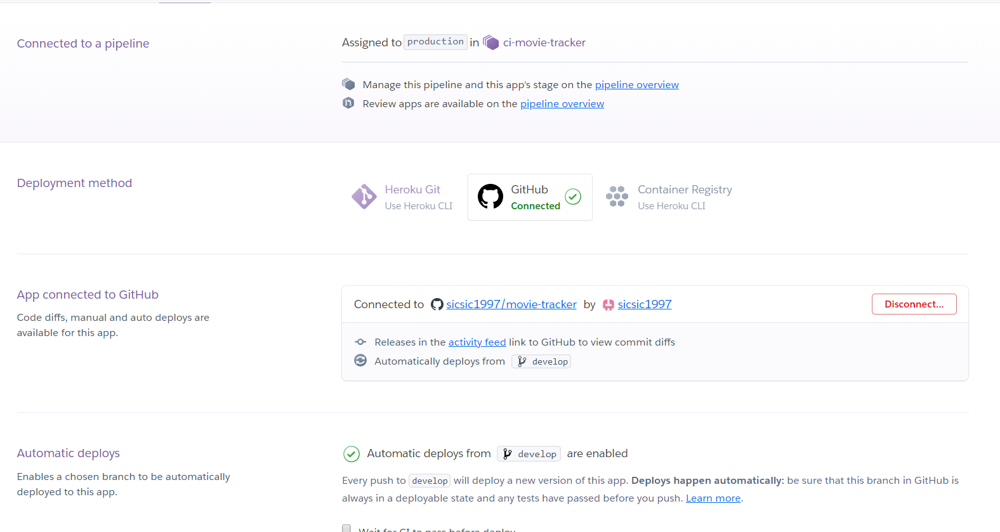 Connected to a pipeline
Assigned to production in ci-movie-tracker
Manage this pipeline and this app's stage on the pipeline overview
Review apps are available on the pipeline overview
Deployment method
Heroku Git
Use Heroku CLI
GitHub
Connected
Container Registry
Use Heroku CLI
App connected to GitHub
Code diffs, manual and auto deploys are
available for this app.
Connected to sicsic1997/movie-tracker by sicsic1997
Disconnect...
Releases in the activity feed link to GitHub to view commit diffs
Automatically deploys from develop
Automatic deploys
Enables a chosen branch to be automatically
deployed to this app.
Automatic deploys from develop are enabled
Every push to develop will deploy a new version of this app. Deploys happen automatically: be sure that this branch in GitHub is
always in a deployable state and any tests have passed before you push. Learn more.
Wait for CI to pass before deploy